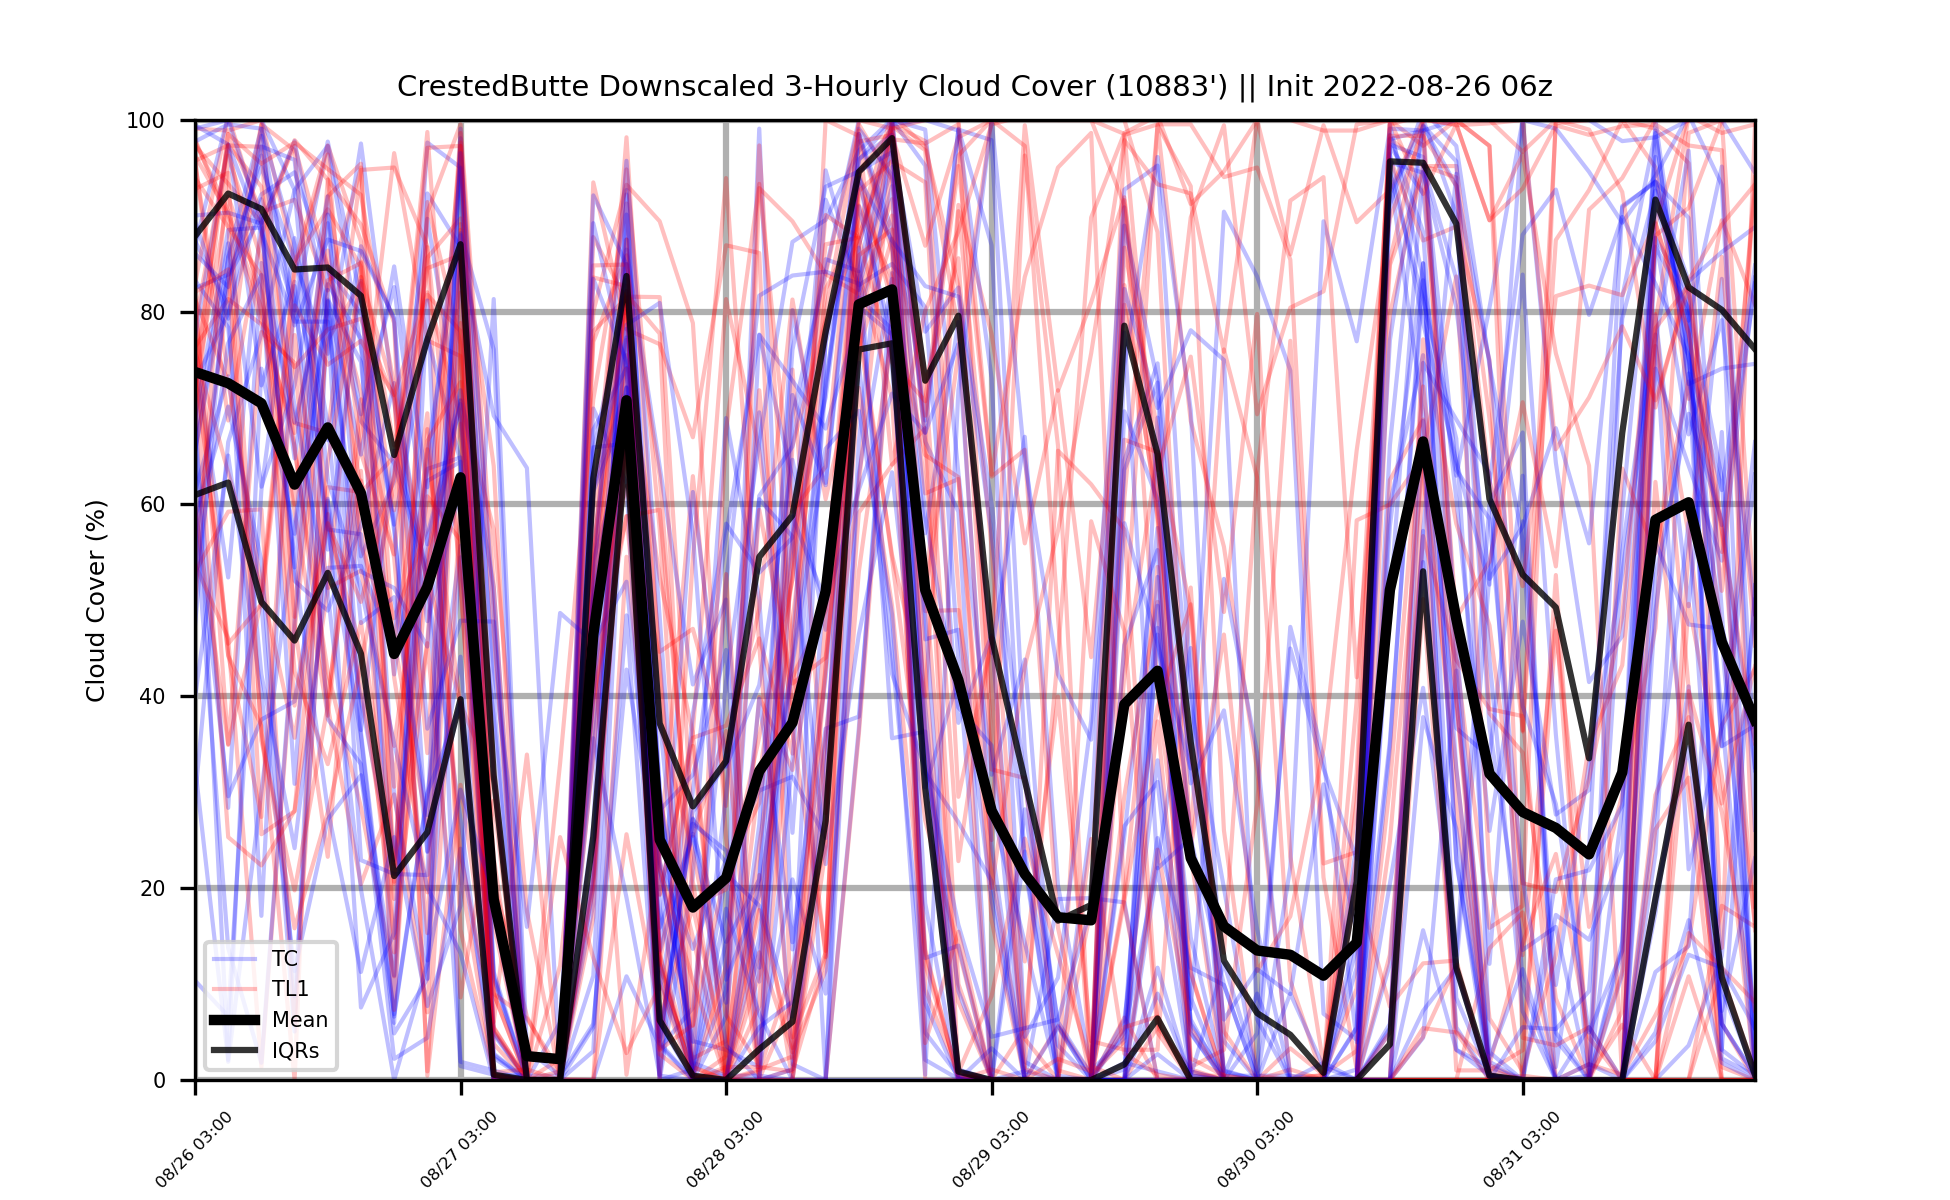 CrestedButte Downscaled 3-Hourly Cloud Cover (10883') || Init 2022-08-26 06z
Cloud Cover (%)
100
80
60
40
20
0
TC
TL1
Mean
IQRs
08/26 03:00
08/27 03:00
08/28 03:00
08/29 03:00
08/30 03:00
08/31 03:00